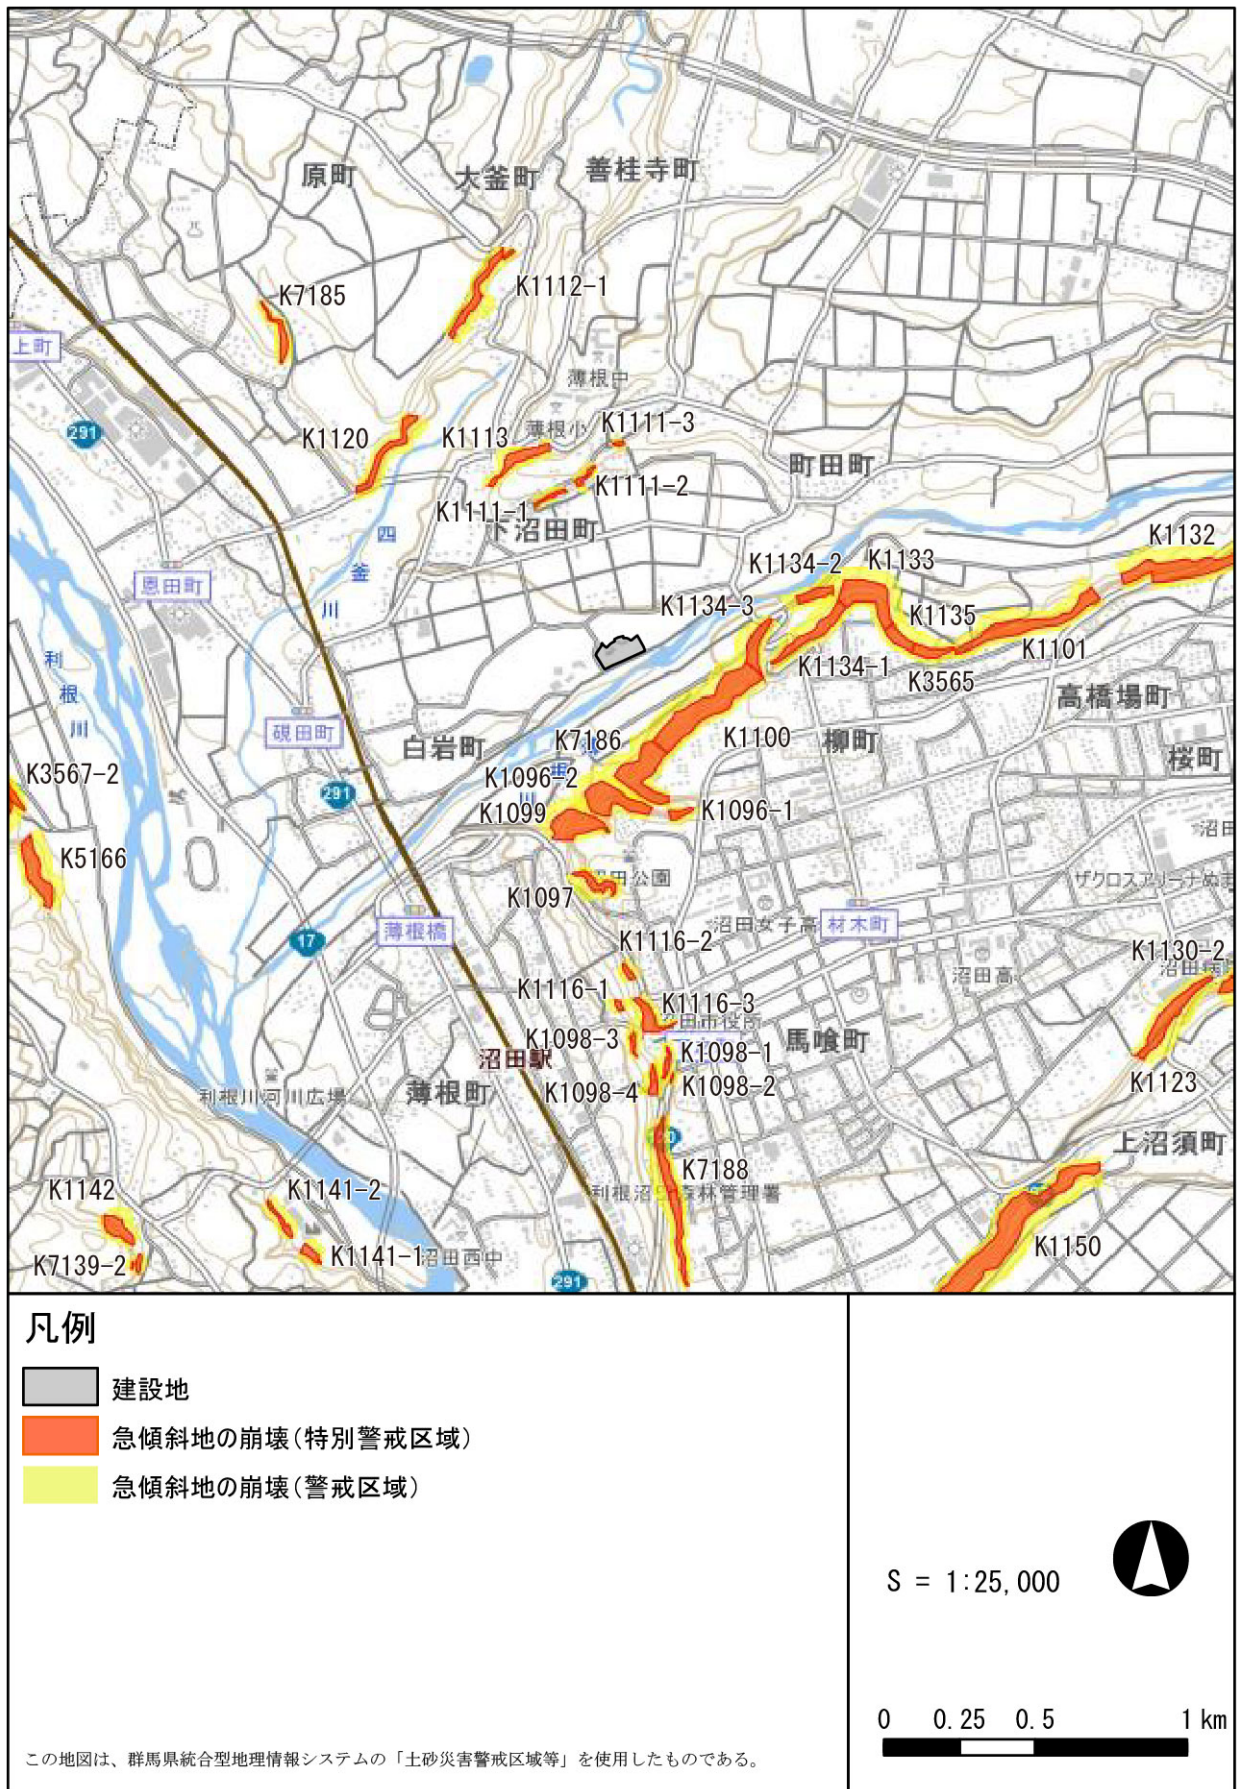 原町
大釜町
善桂寺町
K7185
K1112-1
上町
291
薄根中
K1120
K1113
薄根小
K1111-3
町田町
K1111-2
K1111-1
下沼田町
四
釜
川
恩田町
K1134-2
K1133
K1132
K1134-3
K1135
K1101
K1134-1
K3565
利
根
川
硯田町
白岩町
K7186
K1100
柳町
高橋場町
桜町
K3567-2
291
K1096-2
K1099
川
K1096-1
K5166
沼田公園
K1097
ザクロスアリーナぬま
17
薄根橋
沼田女子高
材木町
K1116-2
K1130-2
沼田高
K1116-1
K1116-3
沼田市役所
馬喰町
K1098-3
K1098-1
沼田駅
K1098-4
K1098-2
K1123
利根川河川広場
薄根町
上沼須町
K7188
K1142
K1141-2
K1150
K7139-2
K1141-1
沼田西中
291
凡例
建設地
急傾斜地の崩壊(特別警戒区域)
急傾斜地の崩壊(警戒区域)
S = 1:25,000
0 0.25 0.5 1 km
この地図は、群馬県統合型地理情報システムの「土砂災害警戒区域等」を使用したものである。